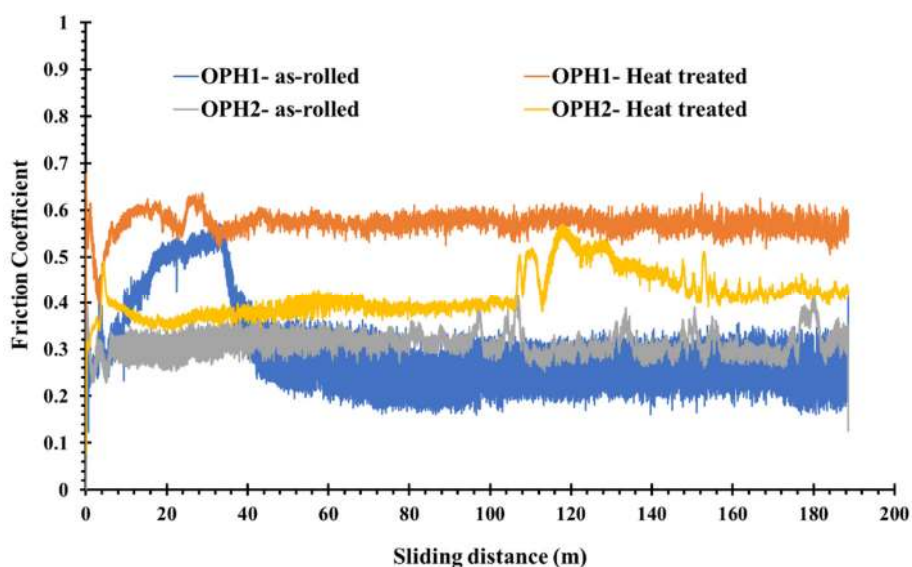 1
0.9
OPH1- as-rolled OPH1- Heat treated
0.8
OPH2- as-rolled OPH2- Heat treated
0.7
0.6
0.5
0.4
0.3
0.2
0.1
0
Friction Coefficient
0 20 40 60 80 100 120 140 160 180 200
Sliding distance (m)